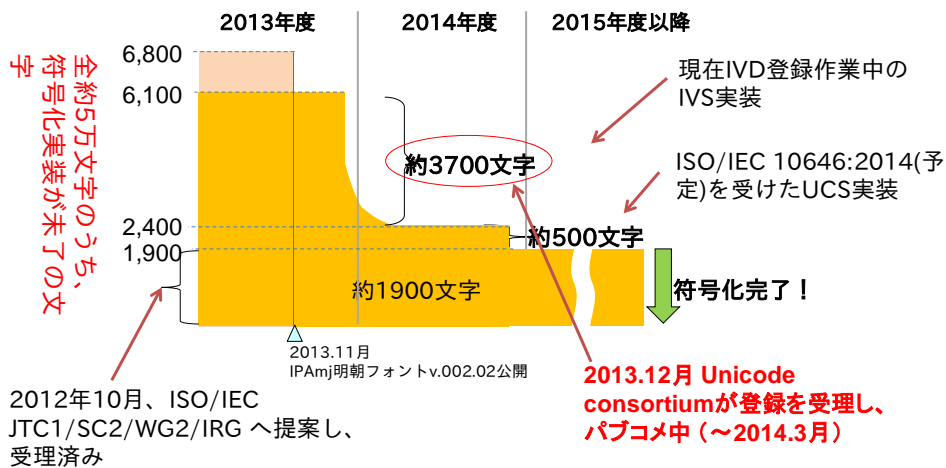 2013年度
2014年度
2015年度以降
全約5万文字のうち、
符号化実装が未了の文
字
6,800
6,100
2,400
1,900
約3700文字
約500文字
約1900文字
現在IVD登録作業中の
IVS実装
ISO/IEC 10646:2014(予
定)を受けたUCS実装
符号化完了！
2013.11月
IPAmj明朝フォントv.002.02公開
2012年10月、ISO/IEC
JTC1/SC2/WG2/IRG へ提案し、
受理済み
2013.12月 Unicode
consortiumが登録を受理し、
パブコメ中（～2014.3月）